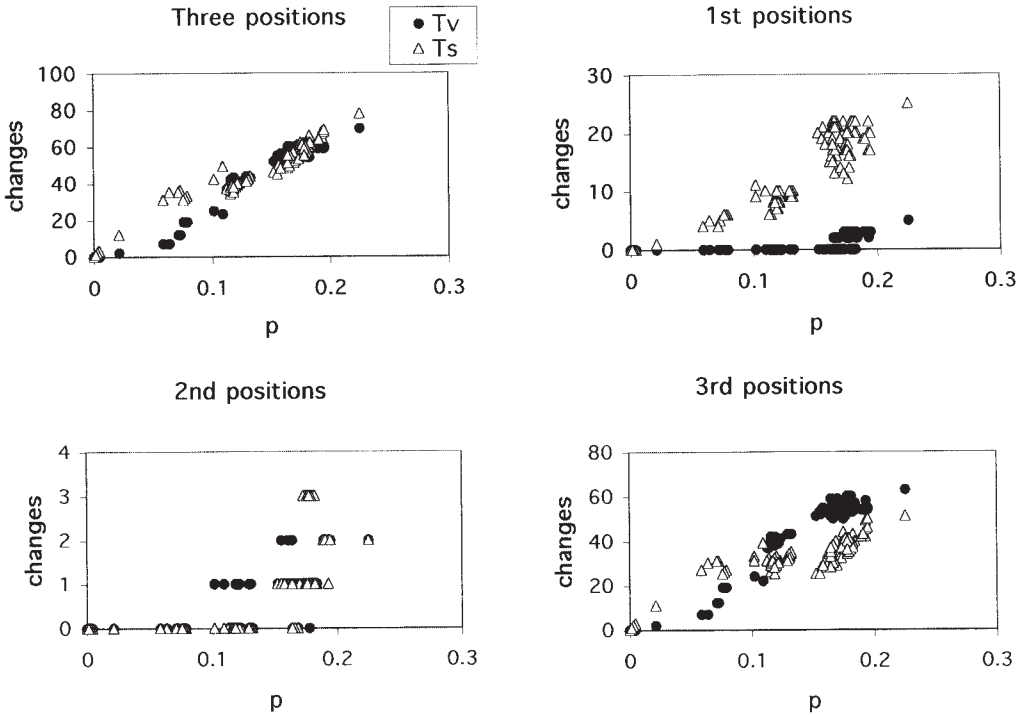 Three positions
Tv
Ts
100
80
60
40
20
0
changes
0 0.1 0.2 0.3
p
1st positions
30
20
10
0
changes
0 0.1 0.2 0.3
p
2nd positions
4
3
2
1
0
changes
0 0.1 0.2 0.3
p
3rd positions
80
60
40
20
0
changes
0 0.1 0.2 0.3
p